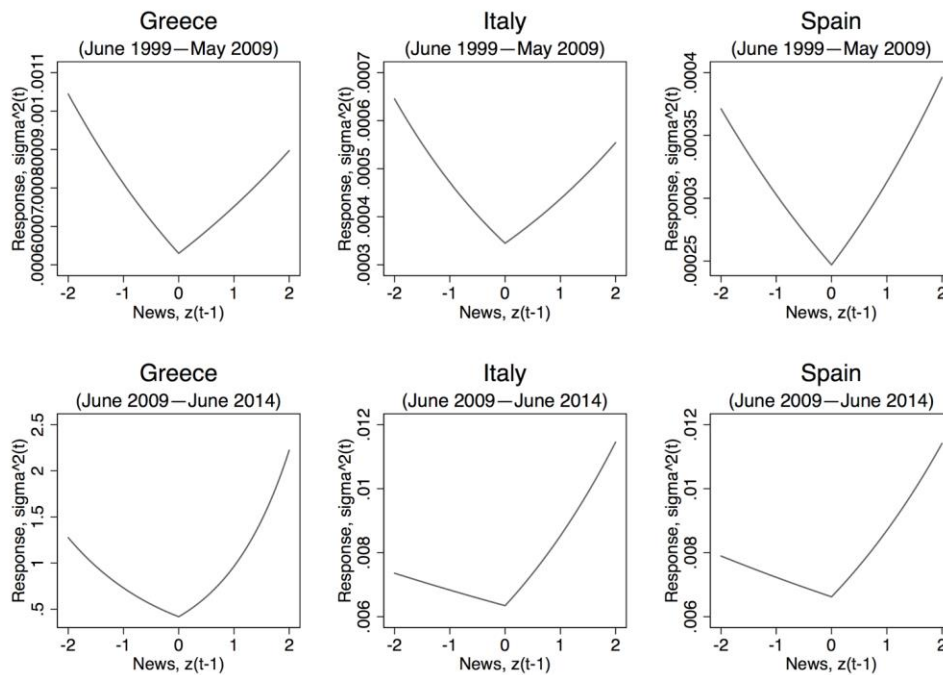 Greece
(June 1999—May 2009)
Response, sigma^2(t)
.0006 .0007 .0008 .0009 .001 .0011
-2 -1 0 1 2
News, z(t-1)
Italy
(June 1999—May 2009)
Response, sigma^2(t)
.0003 .0004 .0005 .0006 .0007
-2 -1 0 1 2
News, z(t-1)
Spain
(June 1999—May 2009)
Response, sigma^2(t)
.00025 .0003 .00035 .0004
-2 -1 0 1 2
News, z(t-1)
Greece
(June 2009—June 2014)
Response, sigma^2(t)
.5 1 1.5 2 2.5
-2 -1 0 1 2
News, z(t-1)
Italy
(June 2009—June 2014)
Response, sigma^2(t)
.006 .008 .01 .012
-2 -1 0 1 2
News, z(t-1)
Spain
(June 2009—June 2014)
Response, sigma^2(t)
.006 .008 .01 .012
-2 -1 0 1 2
News, z(t-1)